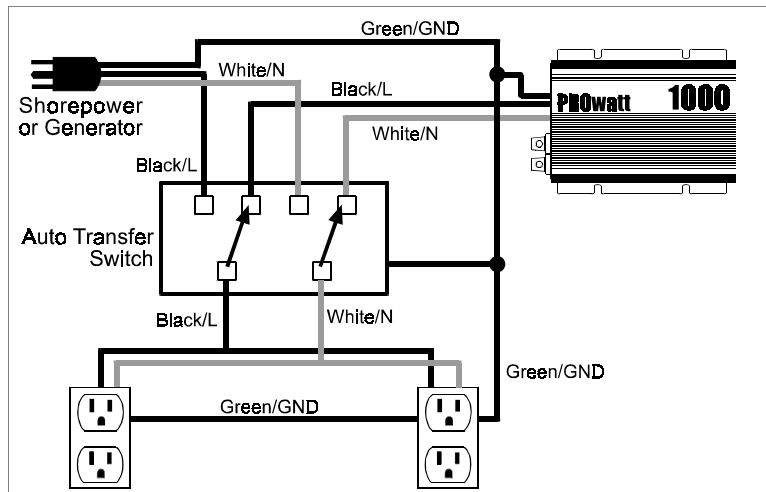 Green/GND
White/N
Black/L
PROwatt 1000
Shorepower
or Generator
White/N
Black/L
Auto Transfer
Switch
Black/L
White/N
Green/GND
Green/GND